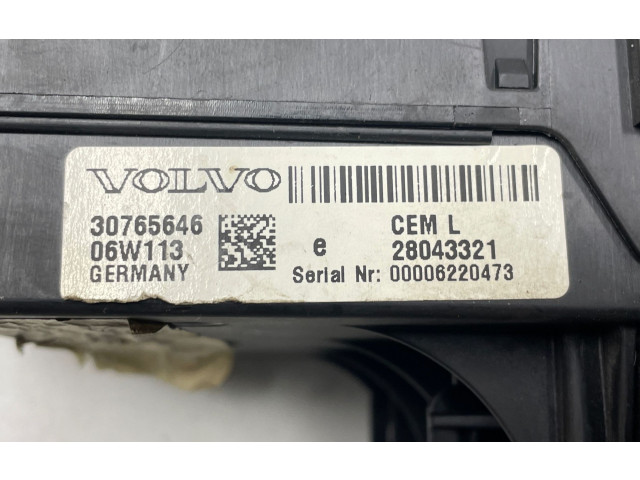 VOLVO
30765646
06W113
GERMANY
e
CEM L
28043321
Serial Nr: 00006220473